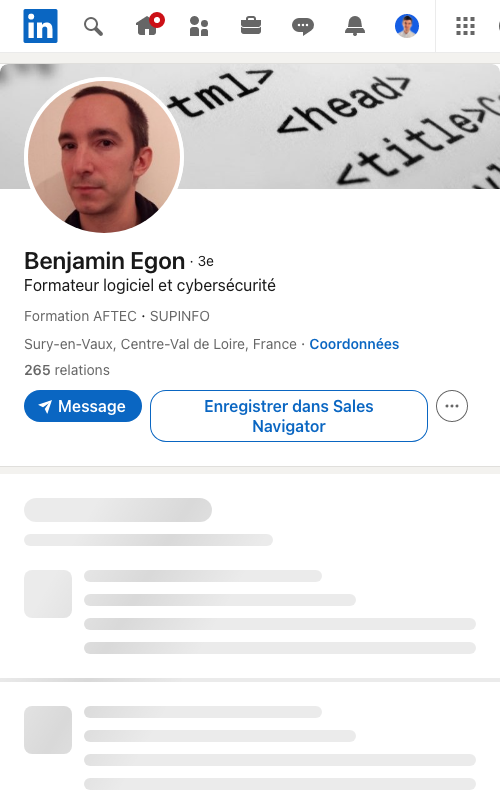 in
tml>
<head>
<title>
Benjamin Egon · 3e
Formateur logiciel et cybersécurité
Formation AFTEC • SUPINFO
Sury-en-Vaux, Centre-Val de Loire, France · Coordonnées
265 relations
Message
Enregistrer dans Sales
Navigator